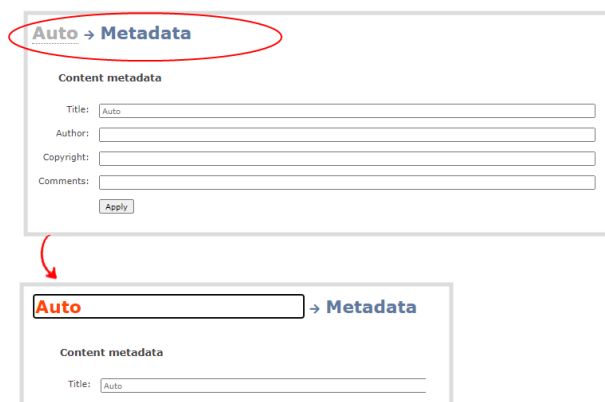 Auto → Metadata
Content metadata
Title: Auto
Author:
Copyright:
Comments:
Apply
Auto → Metadata
Content metadata
Title: Auto